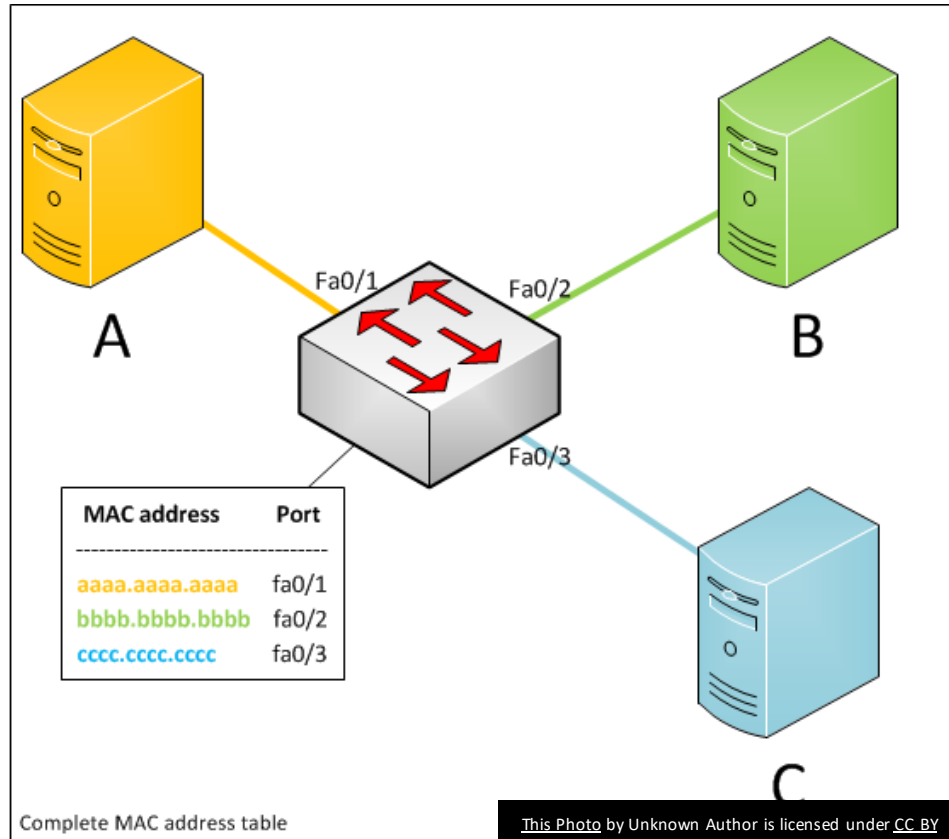 Fa0/1
Fa0/2
A
B
Fa0/3
MAC address Port
--------------------------------
aaaa.aaaa.aaaa fa0/1
bbbb.bbbb.bbbb fa0/2
cccc.cccc.cccc fa0/3
C
Complete MAC address table
This Photo by Unknown Author is licensed under CC BY